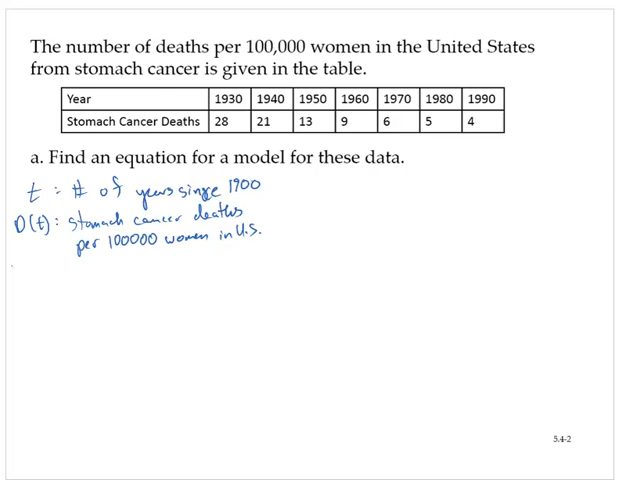 The number of deaths per 100,000 women in the United States
from stomach cancer is given in the table.
Year 1930 1940 1950 1960 1970 1980 1990
Stomach Cancer Deaths 28 21 13 9 6 5 4
a. Find an equation for a model for these data.
t : # of years since 1900
D(t) : stomach cancer deaths
per 100000 women in U.S.
5.4-2